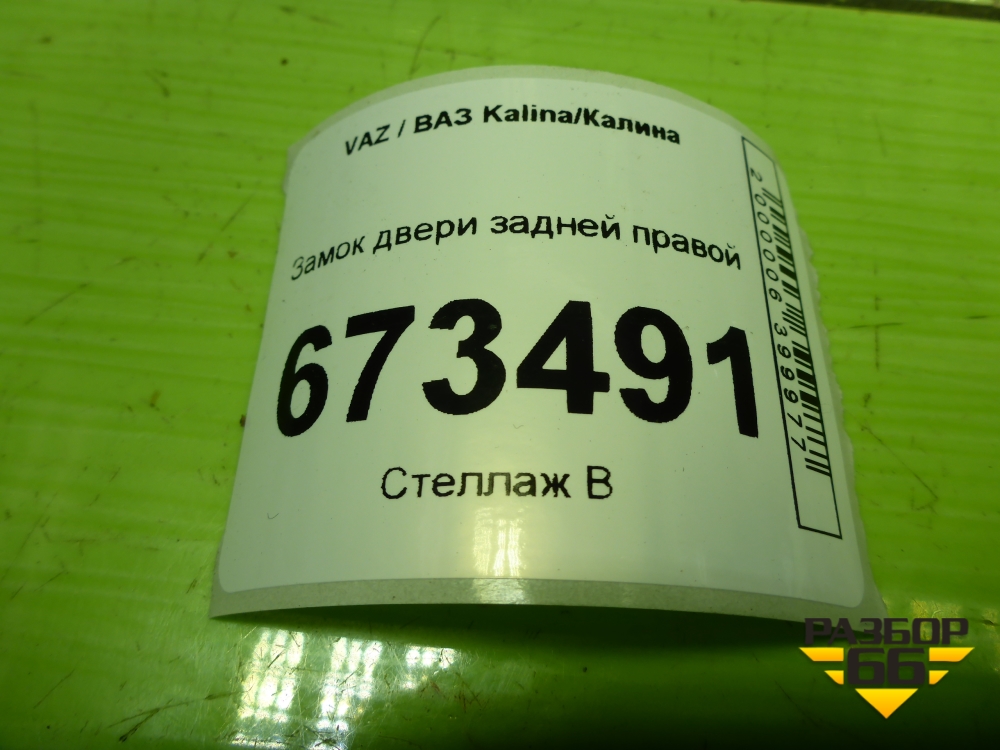 VAZ / ВАЗ Kalina/Калина
Замок двери задней правой
673491
Стеллаж В
2000006399977
РАЗБОР
66